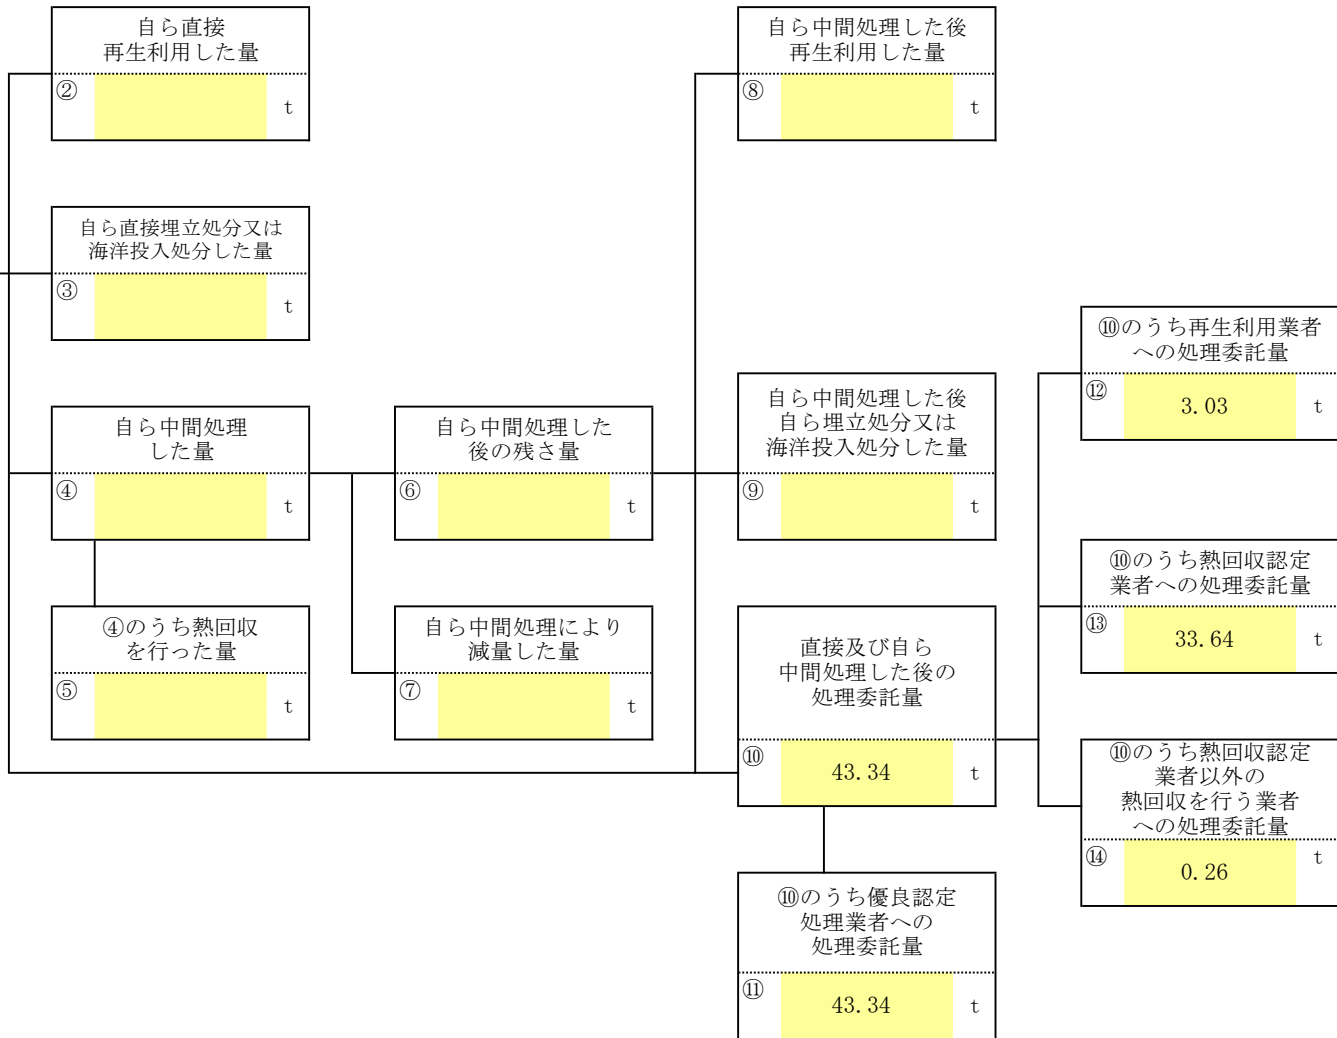 自ら直接
再生利用した量
②
t
自ら中間処理した後
再生利用した量
⑧
t
自ら直接埋立処分又は
海洋投入処分した量
③
t
⑩のうち再生利用業者
への処理委託量
⑫
3.03
t
自ら中間処理
した量
④
t
自ら中間処理した
後の残さ量
⑥
t
自ら中間処理した後
自ら埋立処分又は
海洋投入処分した量
⑨
t
⑩のうち熱回収認定
業者への処理委託量
⑬
33.64
t
④のうち熱回収
を行った量
⑤
t
自ら中間処理により
減量した量
⑦
t
直接及び自ら
中間処理した後の
処理委託量
⑩
43.34
t
⑩のうち熱回収認定
業者以外の
熱回収を行う業者
への処理委託量
⑭
0.26
t
⑩のうち優良認定
処理業者への
処理委託量
⑪
43.34
t